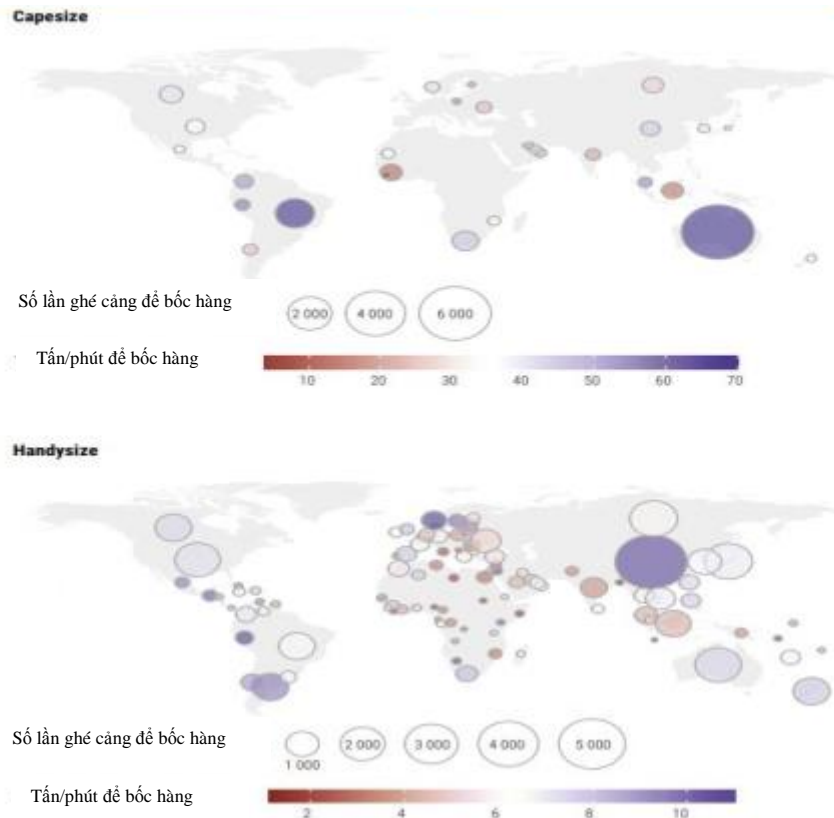 Capesize
Số lần ghé cảng để bốc hàng
2 000 4 000 6 000
Tấn/phút để bốc hàng
10 20 30 40 50 60 70
Handysize
Số lần ghé cảng để bốc hàng
1 000 2 000 3 000 4 000 5 000
Tấn/phút để bốc hàng
2 4 6 8 10